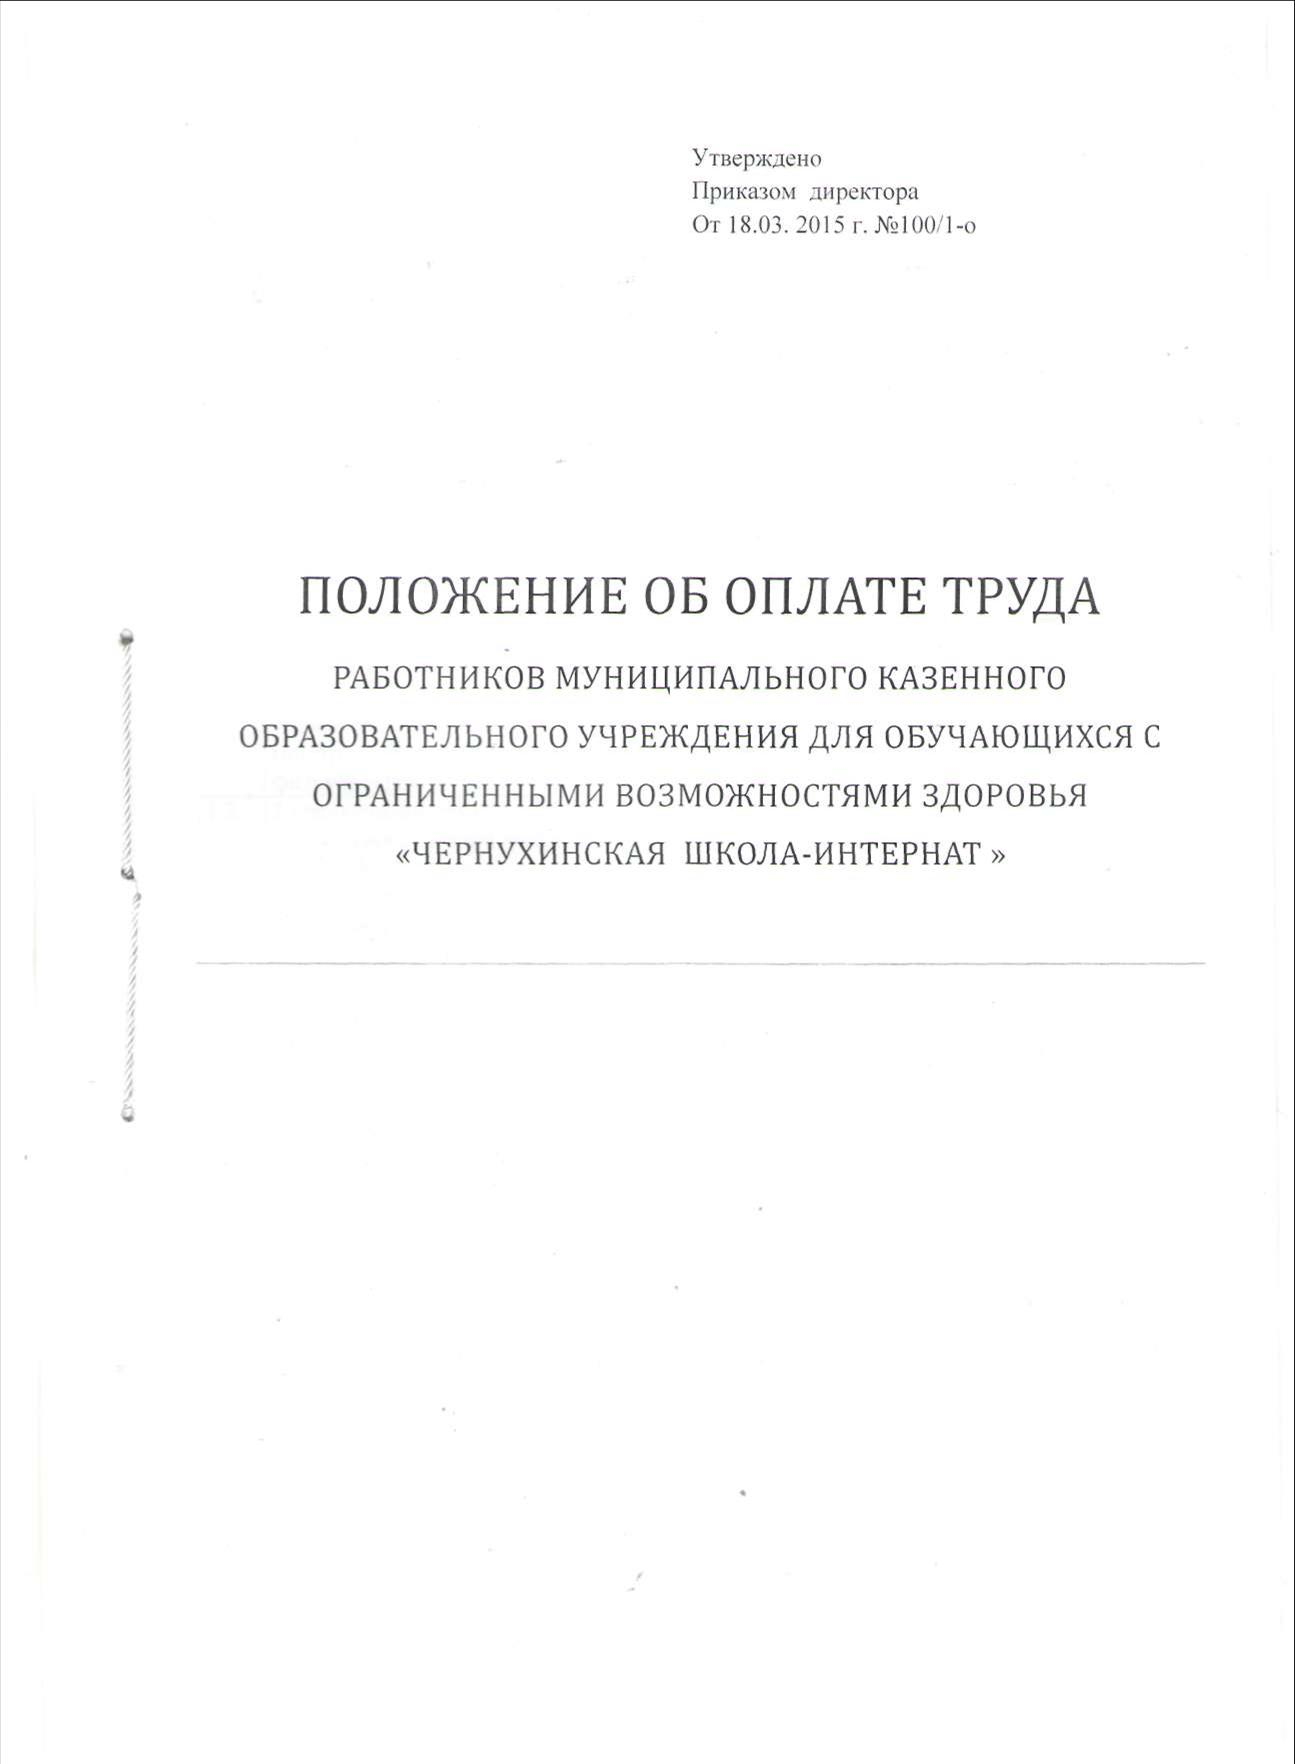 Утверждено
Приказом директора
От 18.03. 2015 г. №100/1-о
ПОЛОЖЕНИЕ ОБ ОПЛАТЕ ТРУДА
РАБОТНИКОВ МУНИЦИПАЛЬНОГО КАЗЕННОГО
ОБРАЗОВАТЕЛЬНОГО УЧРЕЖДЕНИЯ ДЛЯ ОБУЧАЮЩИХСЯ С
ОГРАНИЧЕННЫМИ ВОЗМОЖНОСТЯМИ ЗДОРОВЬЯ
«ЧЕРНУХИНСКАЯ ШКОЛА-ИНТЕРНАТ »